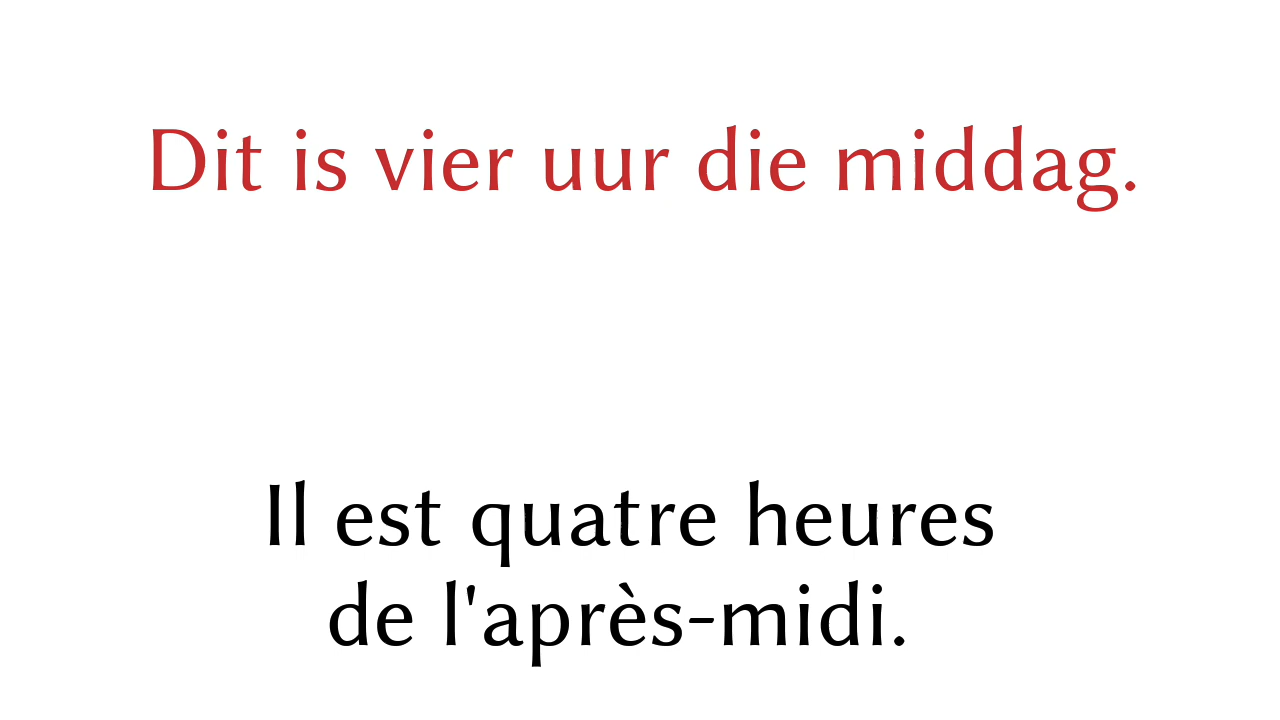 Dit is vier uur die middag.
Il est quatre heures
de l'après-midi.